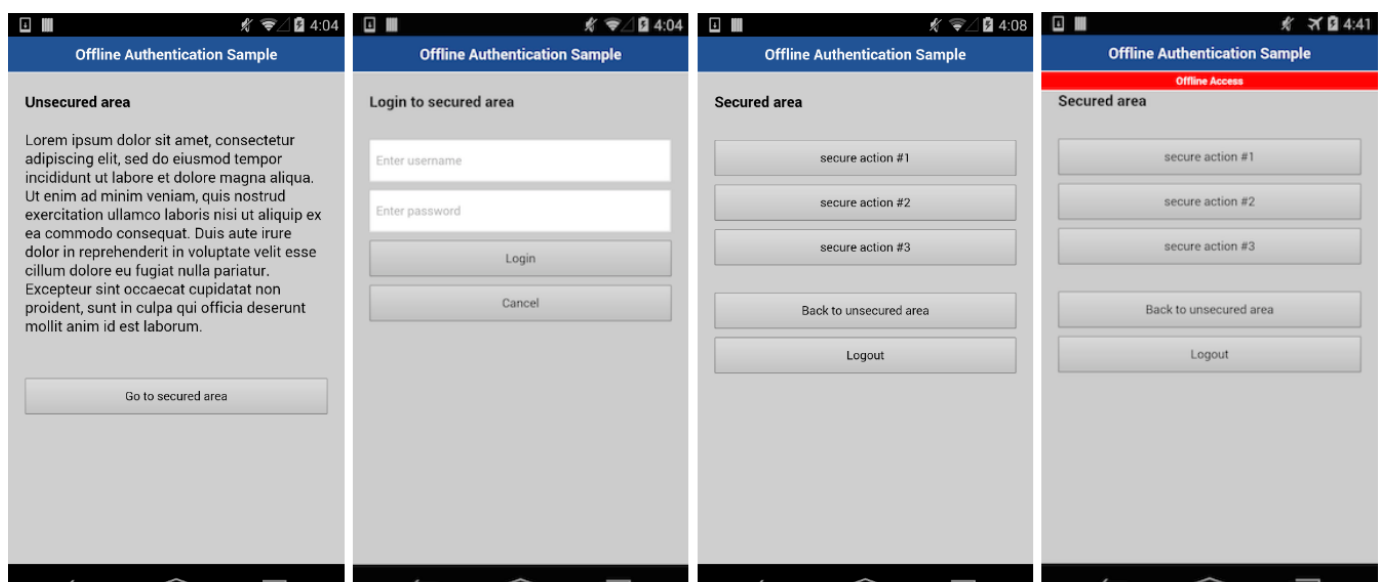 4:04
Offline Authentication Sample
Unsecured area
Lorem ipsum dolor sit amet, consectetur
adipiscing elit, sed do eiusmod tempor
incididunt ut labore et dolore magna aliqua.
Ut enim ad minim veniam, quis nostrud
exercitation ullamco laboris nisi ut aliquip ex
ea commodo consequat. Duis aute irure
dolor in reprehenderit in voluptate velit esse
cillum dolore eu fugiat nulla pariatur.
Excepteur sint occaecat cupidatat non
proident, sunt in culpa qui officia deserunt
mollit anim id est laborum.
Go to secured area
4:04
Offline Authentication Sample
Login to secured area
Enter username
Enter password
Login
Cancel
4:08
Offline Authentication Sample
Secured area
secure action #1
secure action #2
secure action #3
Back to unsecured area
Logout
4:41
Offline Authentication Sample
Offline Access
Secured area
secure action #1
secure action #2
secure action #3
Back to unsecured area
Logout